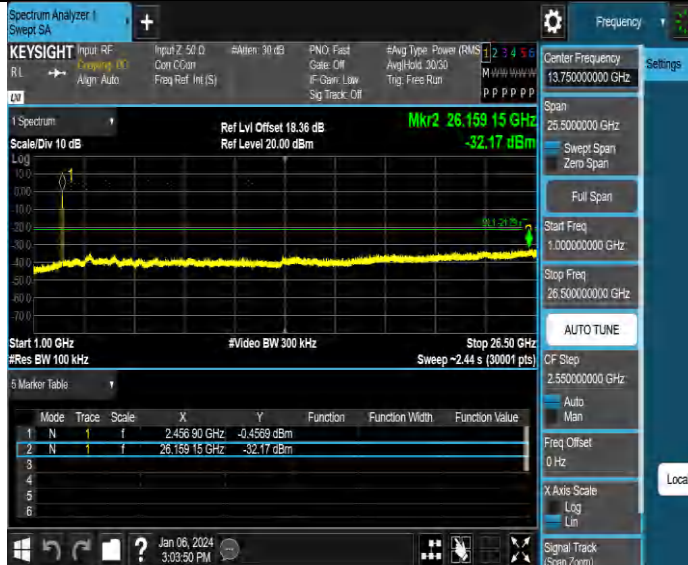 Spectrum Analyzer 1
Swept SA
+
Frequency
KEYSIGHT
Input: RF
Coupling: DC
Align: Auto
Input Z: 50 Ω
Corr CCorr
Freq Ref: Int (S)
#Atten: 30 dB
PNO: Fast
Gate: Off
IF Gain: Low
Sig Track: Off
#Avg Type: Power (RMS
Avg|Hold: 30/30
Trig: Free Run
1 2 3 4 5 6
M W W W W W
P P P P P P
RL
LXI
1 Spectrum
Scale/Div 10 dB
Ref Lvl Offset 18.36 dB
Ref Level 20.00 dBm
Mkr2 26.159 15 GHz
-32.17 dBm
Log
10.0
0.00
-10.0
-20.0
-30.0
-40.0
-50.0
-60.0
-70.0
1
Start 1.00 GHz
#Res BW 100 kHz
#Video BW 300 kHz
Stop 26.50 GHz
Sweep ~2.44 s (30001 pts)
5 Marker Table
Mode Trace Scale X Y Function Function Width Function Value
1 N 1 f 2.456 90 GHz -0.4569 dBm
2 N 1 f 26.159 15 GHz -32.17 dBm
3
4
5
6
?
Jan 06, 2024
3:03:50 PM
Center Frequency
13.750000000 GHz
Settings
Span
25.5000000 GHz
Swept Span
Zero Span
Full Span
Start Freq
1.000000000 GHz
Stop Freq
26.500000000 GHz
AUTO TUNE
CF Step
2.550000000 GHz
Auto
Man
Freq Offset
0 Hz
Loca
X Axis Scale
Log
Lin
Signal Track
(Span Zoom)